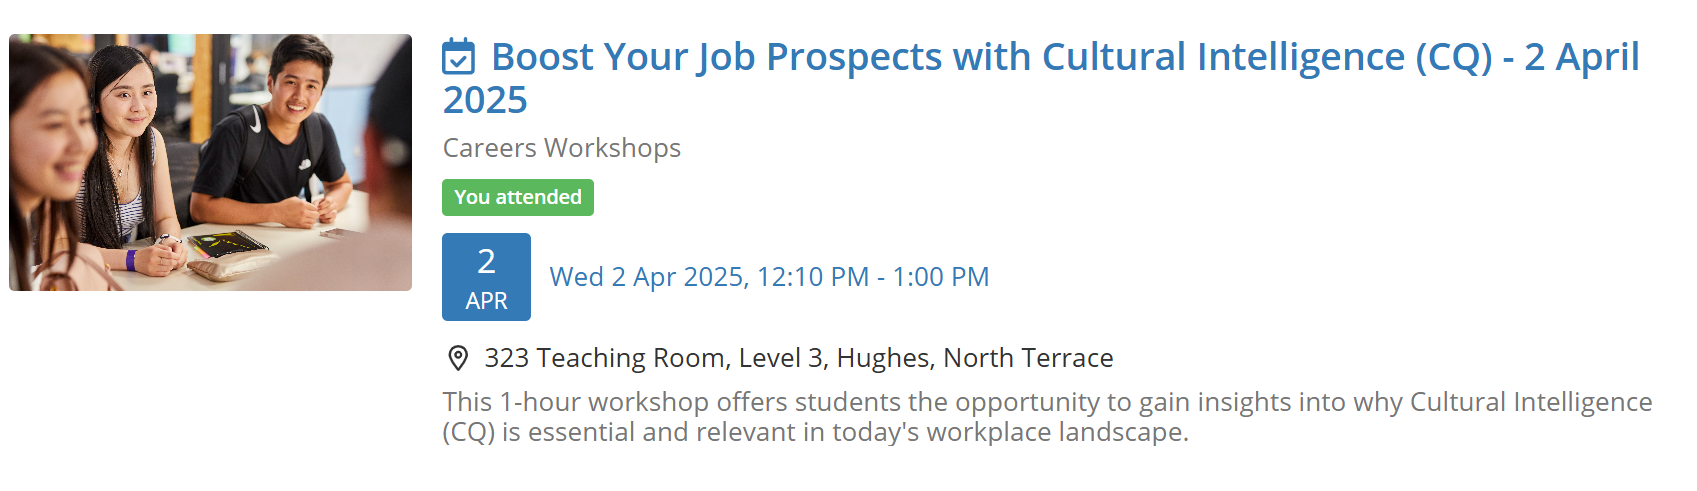 Boost Your Job Prospects with Cultural Intelligence (CQ) - 2 April
2025
Careers Workshops
You attended
2
APR
Wed 2 Apr 2025, 12:10 PM - 1:00 PM
323 Teaching Room, Level 3, Hughes, North Terrace
This 1-hour workshop offers students the opportunity to gain insights into why Cultural Intelligence
(CQ) is essential and relevant in today's workplace landscape.